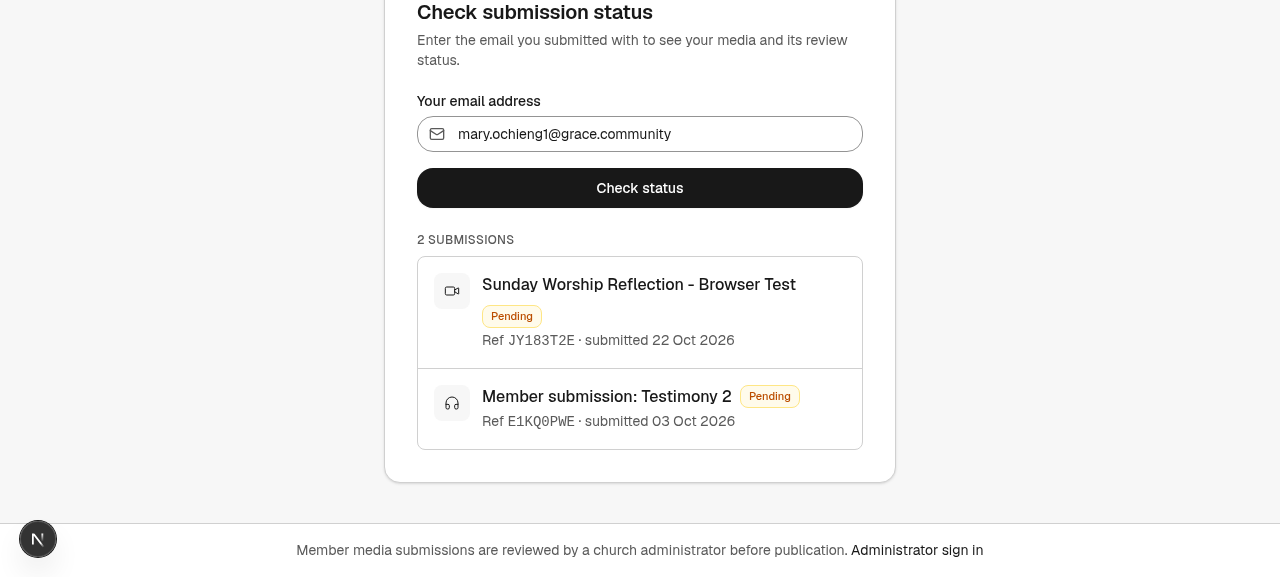 Check submission status
Enter the email you submitted with to see your media and its review
status.
Your email address
mary.ochieng1@grace.community
Check status
2 SUBMISSIONS
Sunday Worship Reflection - Browser Test
Pending
Ref JY183T2E · submitted 22 Oct 2026
Member submission: Testimony 2 Pending
Ref E1KQ0PWE · submitted 03 Oct 2026
N
Member media submissions are reviewed by a church administrator before publication. Administrator sign in